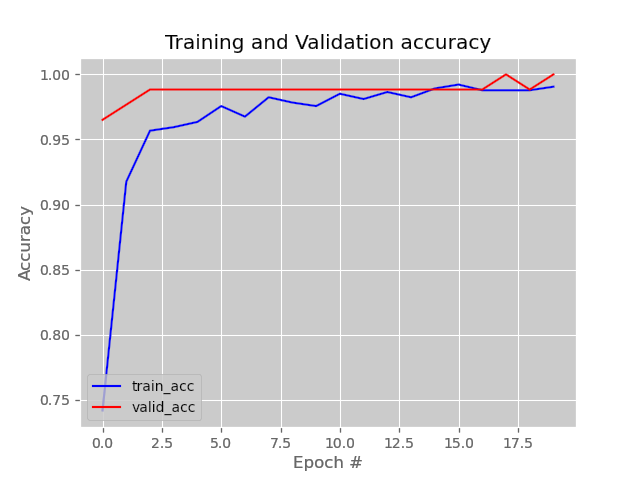 Training and Validation accuracy
1.00
0.95
0.90
0.85
0.80
0.75
Accuracy
train_acc
valid_acc
0.0 2.5 5.0 7.5 10.0 12.5 15.0 17.5
Epoch #